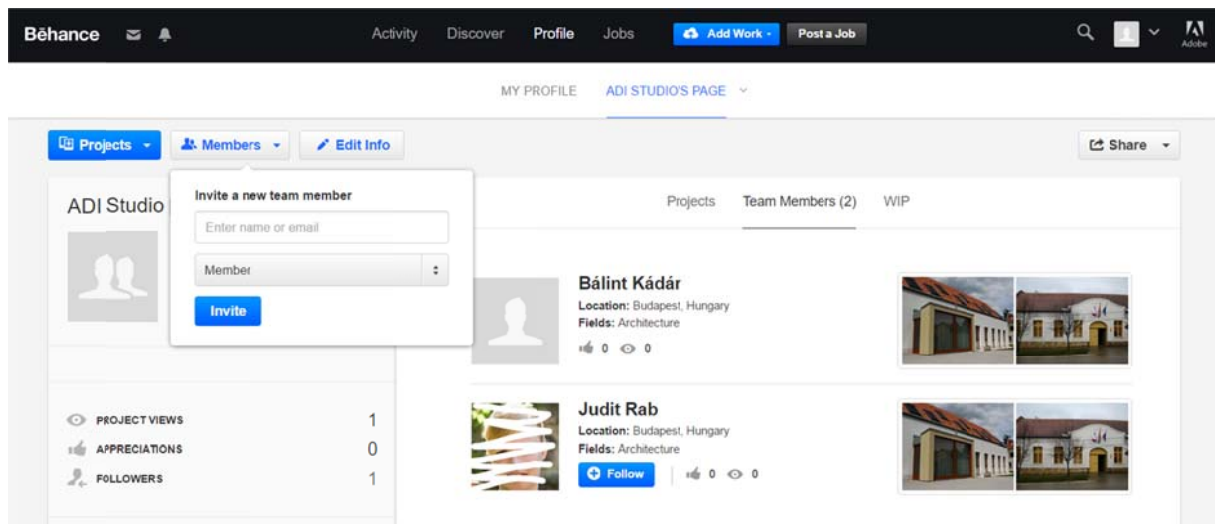 Bēhance
Activity Discover Profile Jobs Add Work Post a Job
Adobe
MY PROFILE ADI STUDIO'S PAGE
Projects Members Edit Info Share
ADI Studio
Invite a new team member
Enter name or email
Member
Invite
Projects Team Members (2) WIP
Bálint Kádár
Location: Budapest, Hungary
Fields: Architecture
0 0
PROJECT VIEWS 1
APPRECIATIONS 0
FOLLOWERS 1
Judit Rab
Location: Budapest, Hungary
Fields: Architecture
Follow 0 0